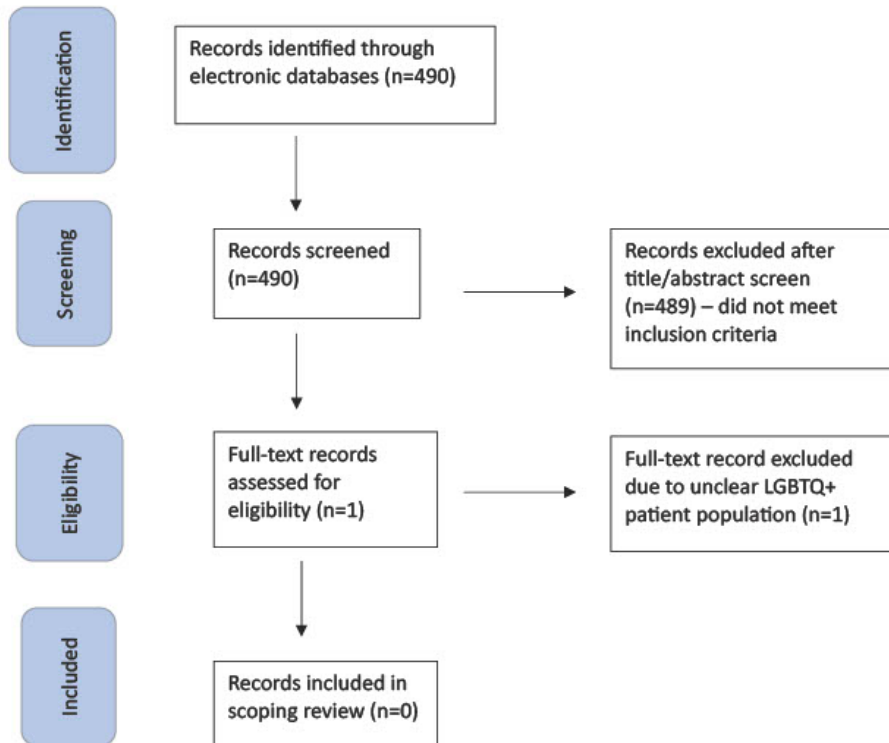 Identification
Records identified through
electronic databases (n=490)
Screening
Records screened
(n=490)
Records excluded after
title/abstract screen
(n=489) – did not meet
inclusion criteria
Eligibility
Full-text records
assessed for
eligibility (n=1)
Full-text record excluded
due to unclear LGBTQ+
patient population (n=1)
Included
Records included in
scoping review (n=0)